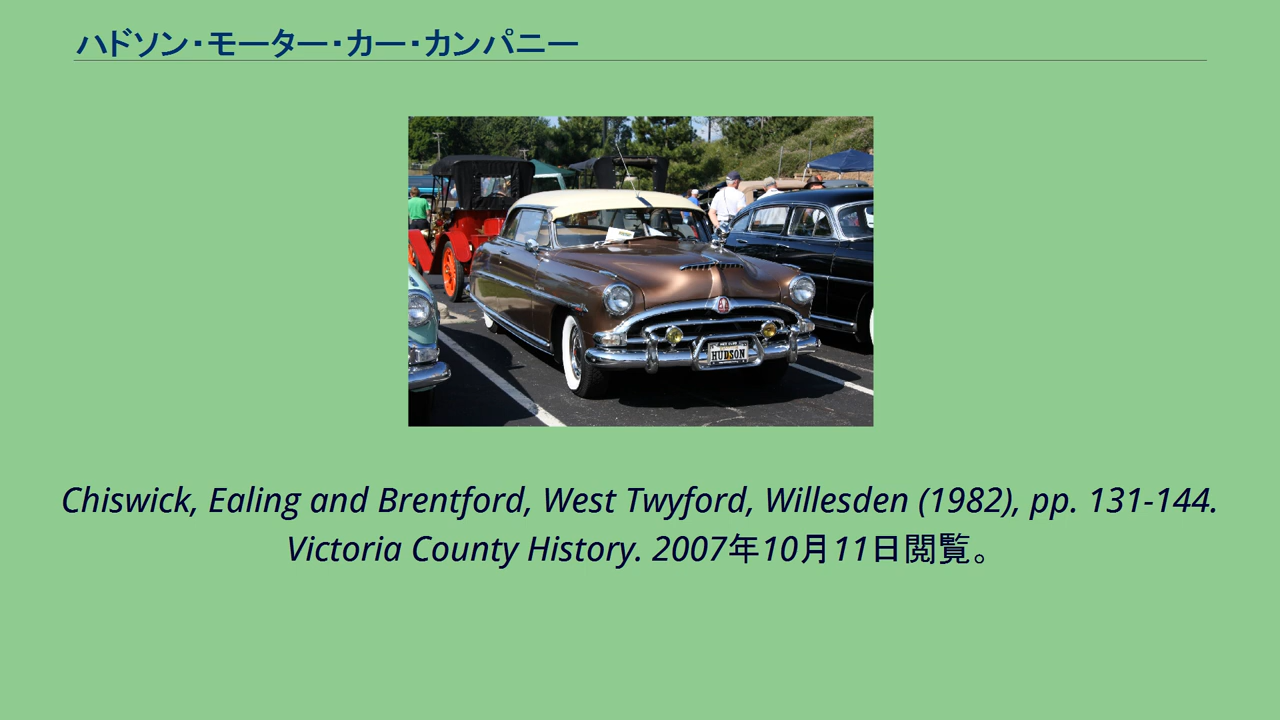 ハドソン・モーター・カー・カンパニー
HUDSON
Chiswick, Ealing and Brentford, West Twyford, Willesden (1982), pp. 131-144.
Victoria County History. 2007年10月11日閲覧。